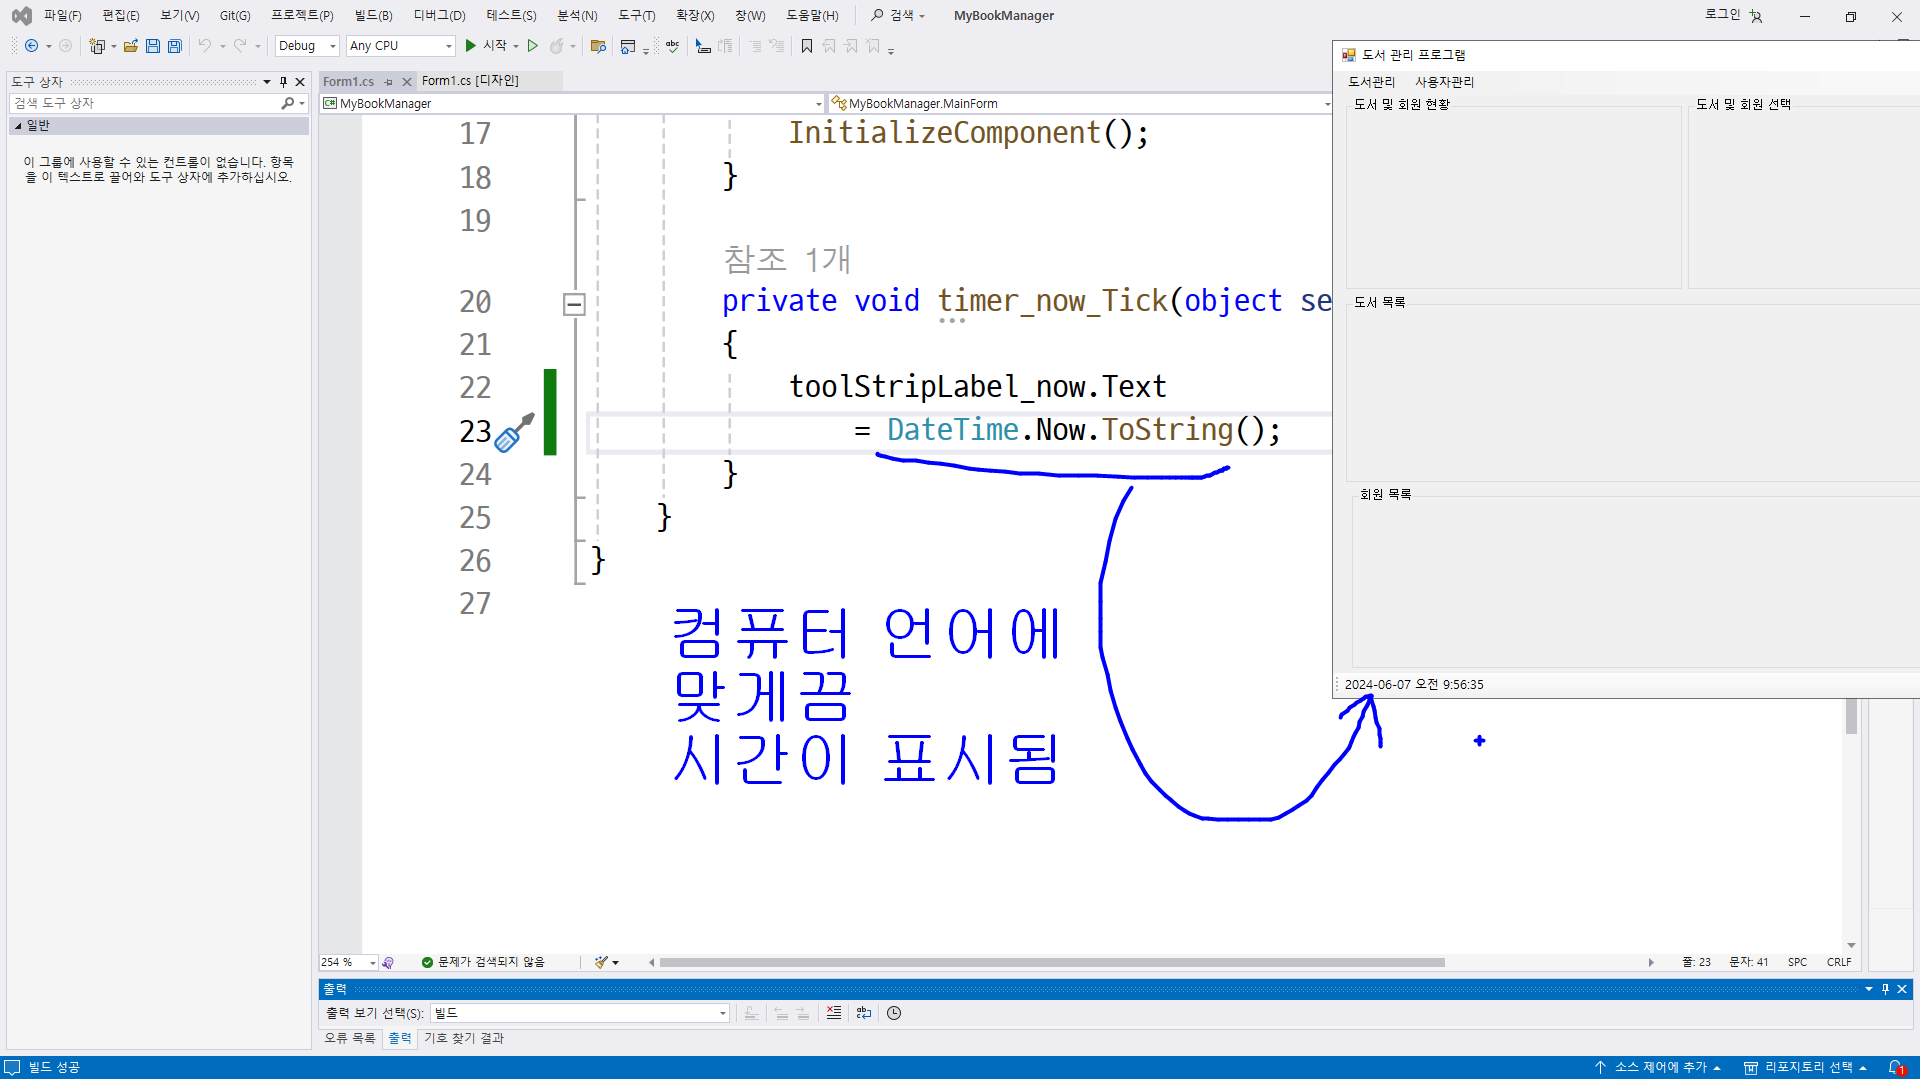 파일(F) 편집(E) 보기(V) Git(G) 프로젝트(P) 빌드(B) 디버그(D) 테스트(S) 분석(N) 도구(T) 확장(X) 창(W) 도움말(H) 검색 MyBookManager 로그인
Debug Any CPU 시작
도구 상자
검색 도구 상자
일반
이 그룹에 사용할 수 있는 컨트롤이 없습니다. 항목
을 이 텍스트로 끌어와 도구 상자에 추가하십시오.
Form1.cs Form1.cs [디자인]
MyBookManager MyBookManager.MainForm
17 InitializeComponent();
18 }
19
참조 1개
20 private void timer_now_Tick(object se
21 {
22 toolStripLabel_now.Text
23 = DateTime.Now.ToString();
24 }
25 }
26 }
27
컴퓨터 언어에
맞게끔
시간이 표시됨
도서 관리 프로그램
도서관리 사용자관리
도서 및 회원 현황 도서 및 회원 선택
도서 목록
회원 목록
2024-06-07 오전 9:56:35
254 % 문제가 검색되지 않음 줄: 23 문자: 41 SPC CRLF
출력
출력 보기 선택(S): 빌드
오류 목록 출력 기호 찾기 결과
빌드 성공 소스 제어에 추가 리포지토리 선택 1